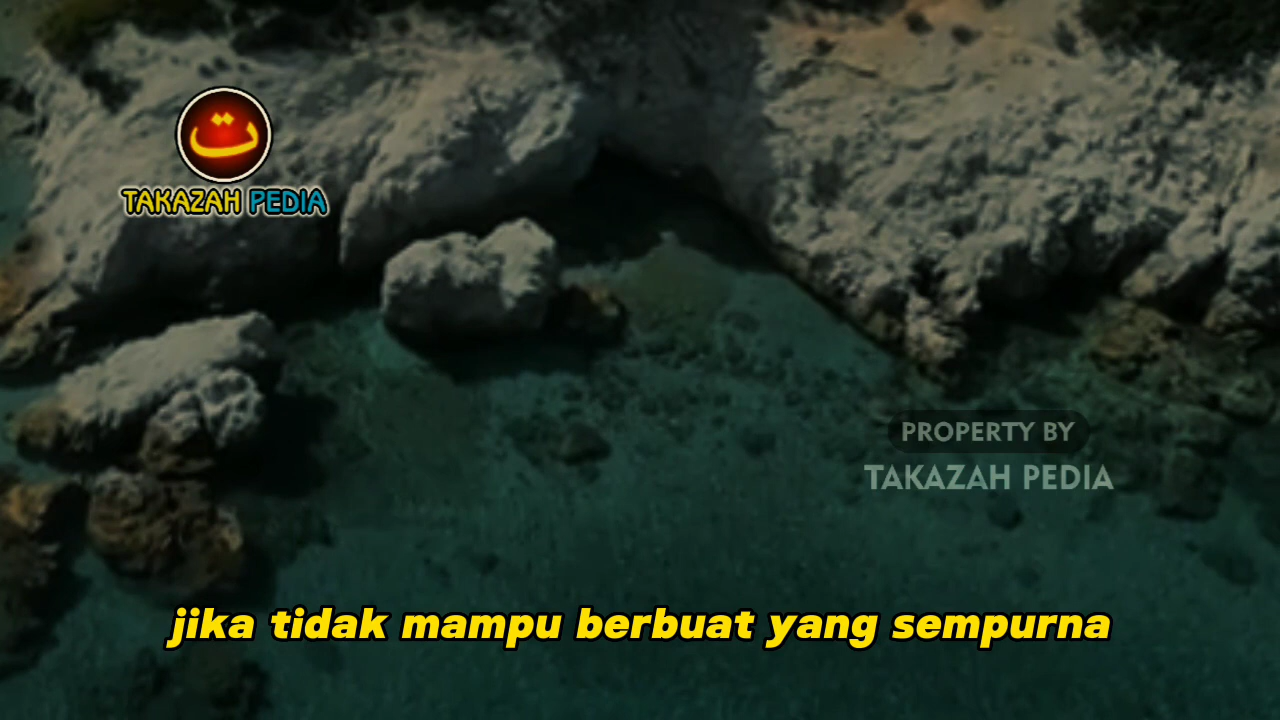 ت
TAKAZAH PEDIA
PROPERTY BY
TAKAZAH PEDIA
jika tidak mampu berbuat yang sempurna